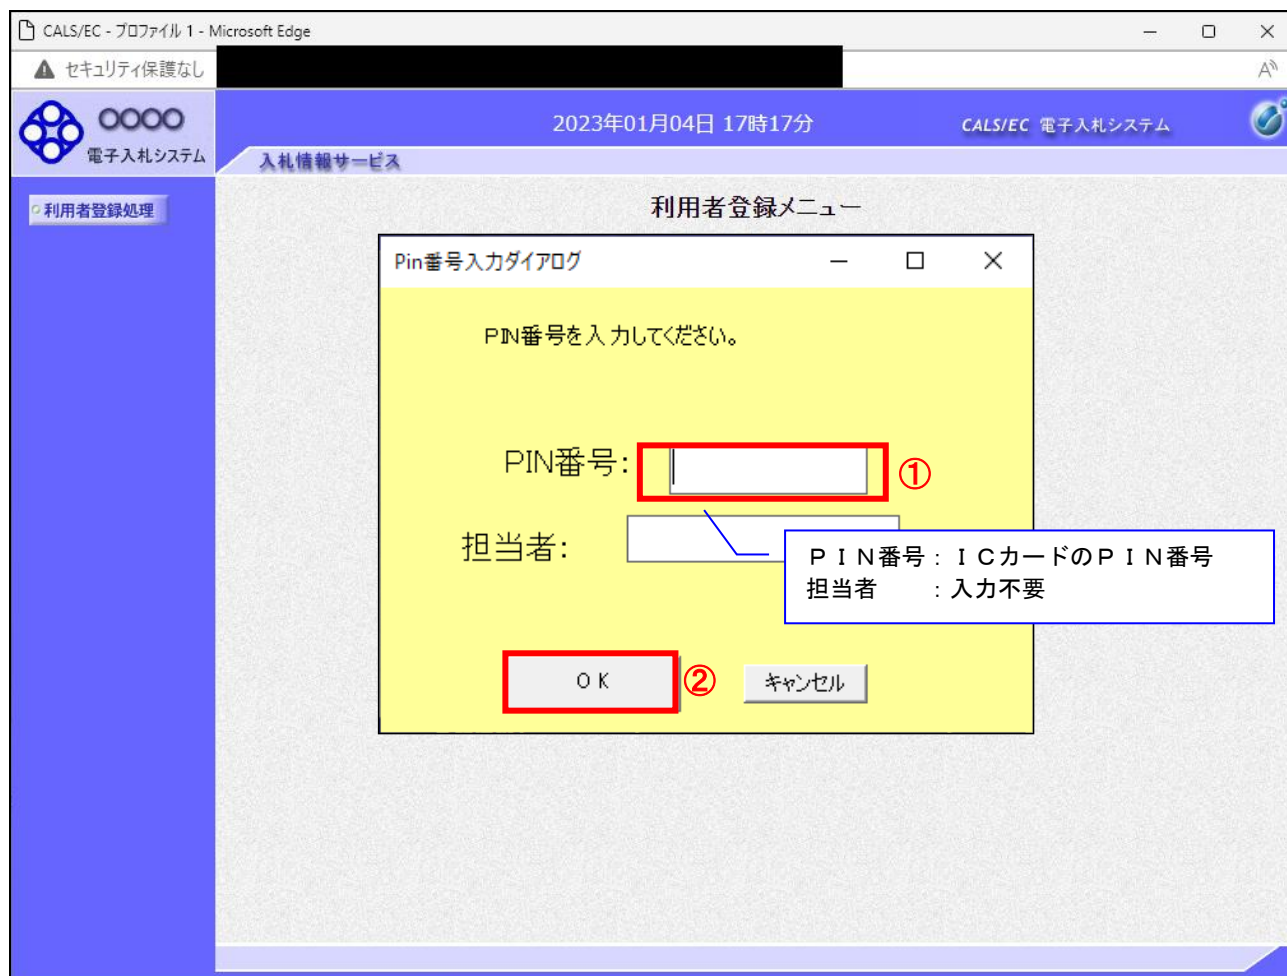 CALS/EC - プロファイル 1 - Microsoft Edge
セキュリティ保護なし
○○○○
電子入札システム
2023年01月04日 17時17分
CALS/EC 電子入札システム
入札情報サービス
利用者登録処理
利用者登録メニュー
Pin番号入力ダイアログ
PIN番号を入力してください。
PIN番号:
①
担当者:
ＰＩＮ番号：ＩＣカードのＰＩＮ番号
担当者　　：入力不要
ＯＫ
②
キャンセル